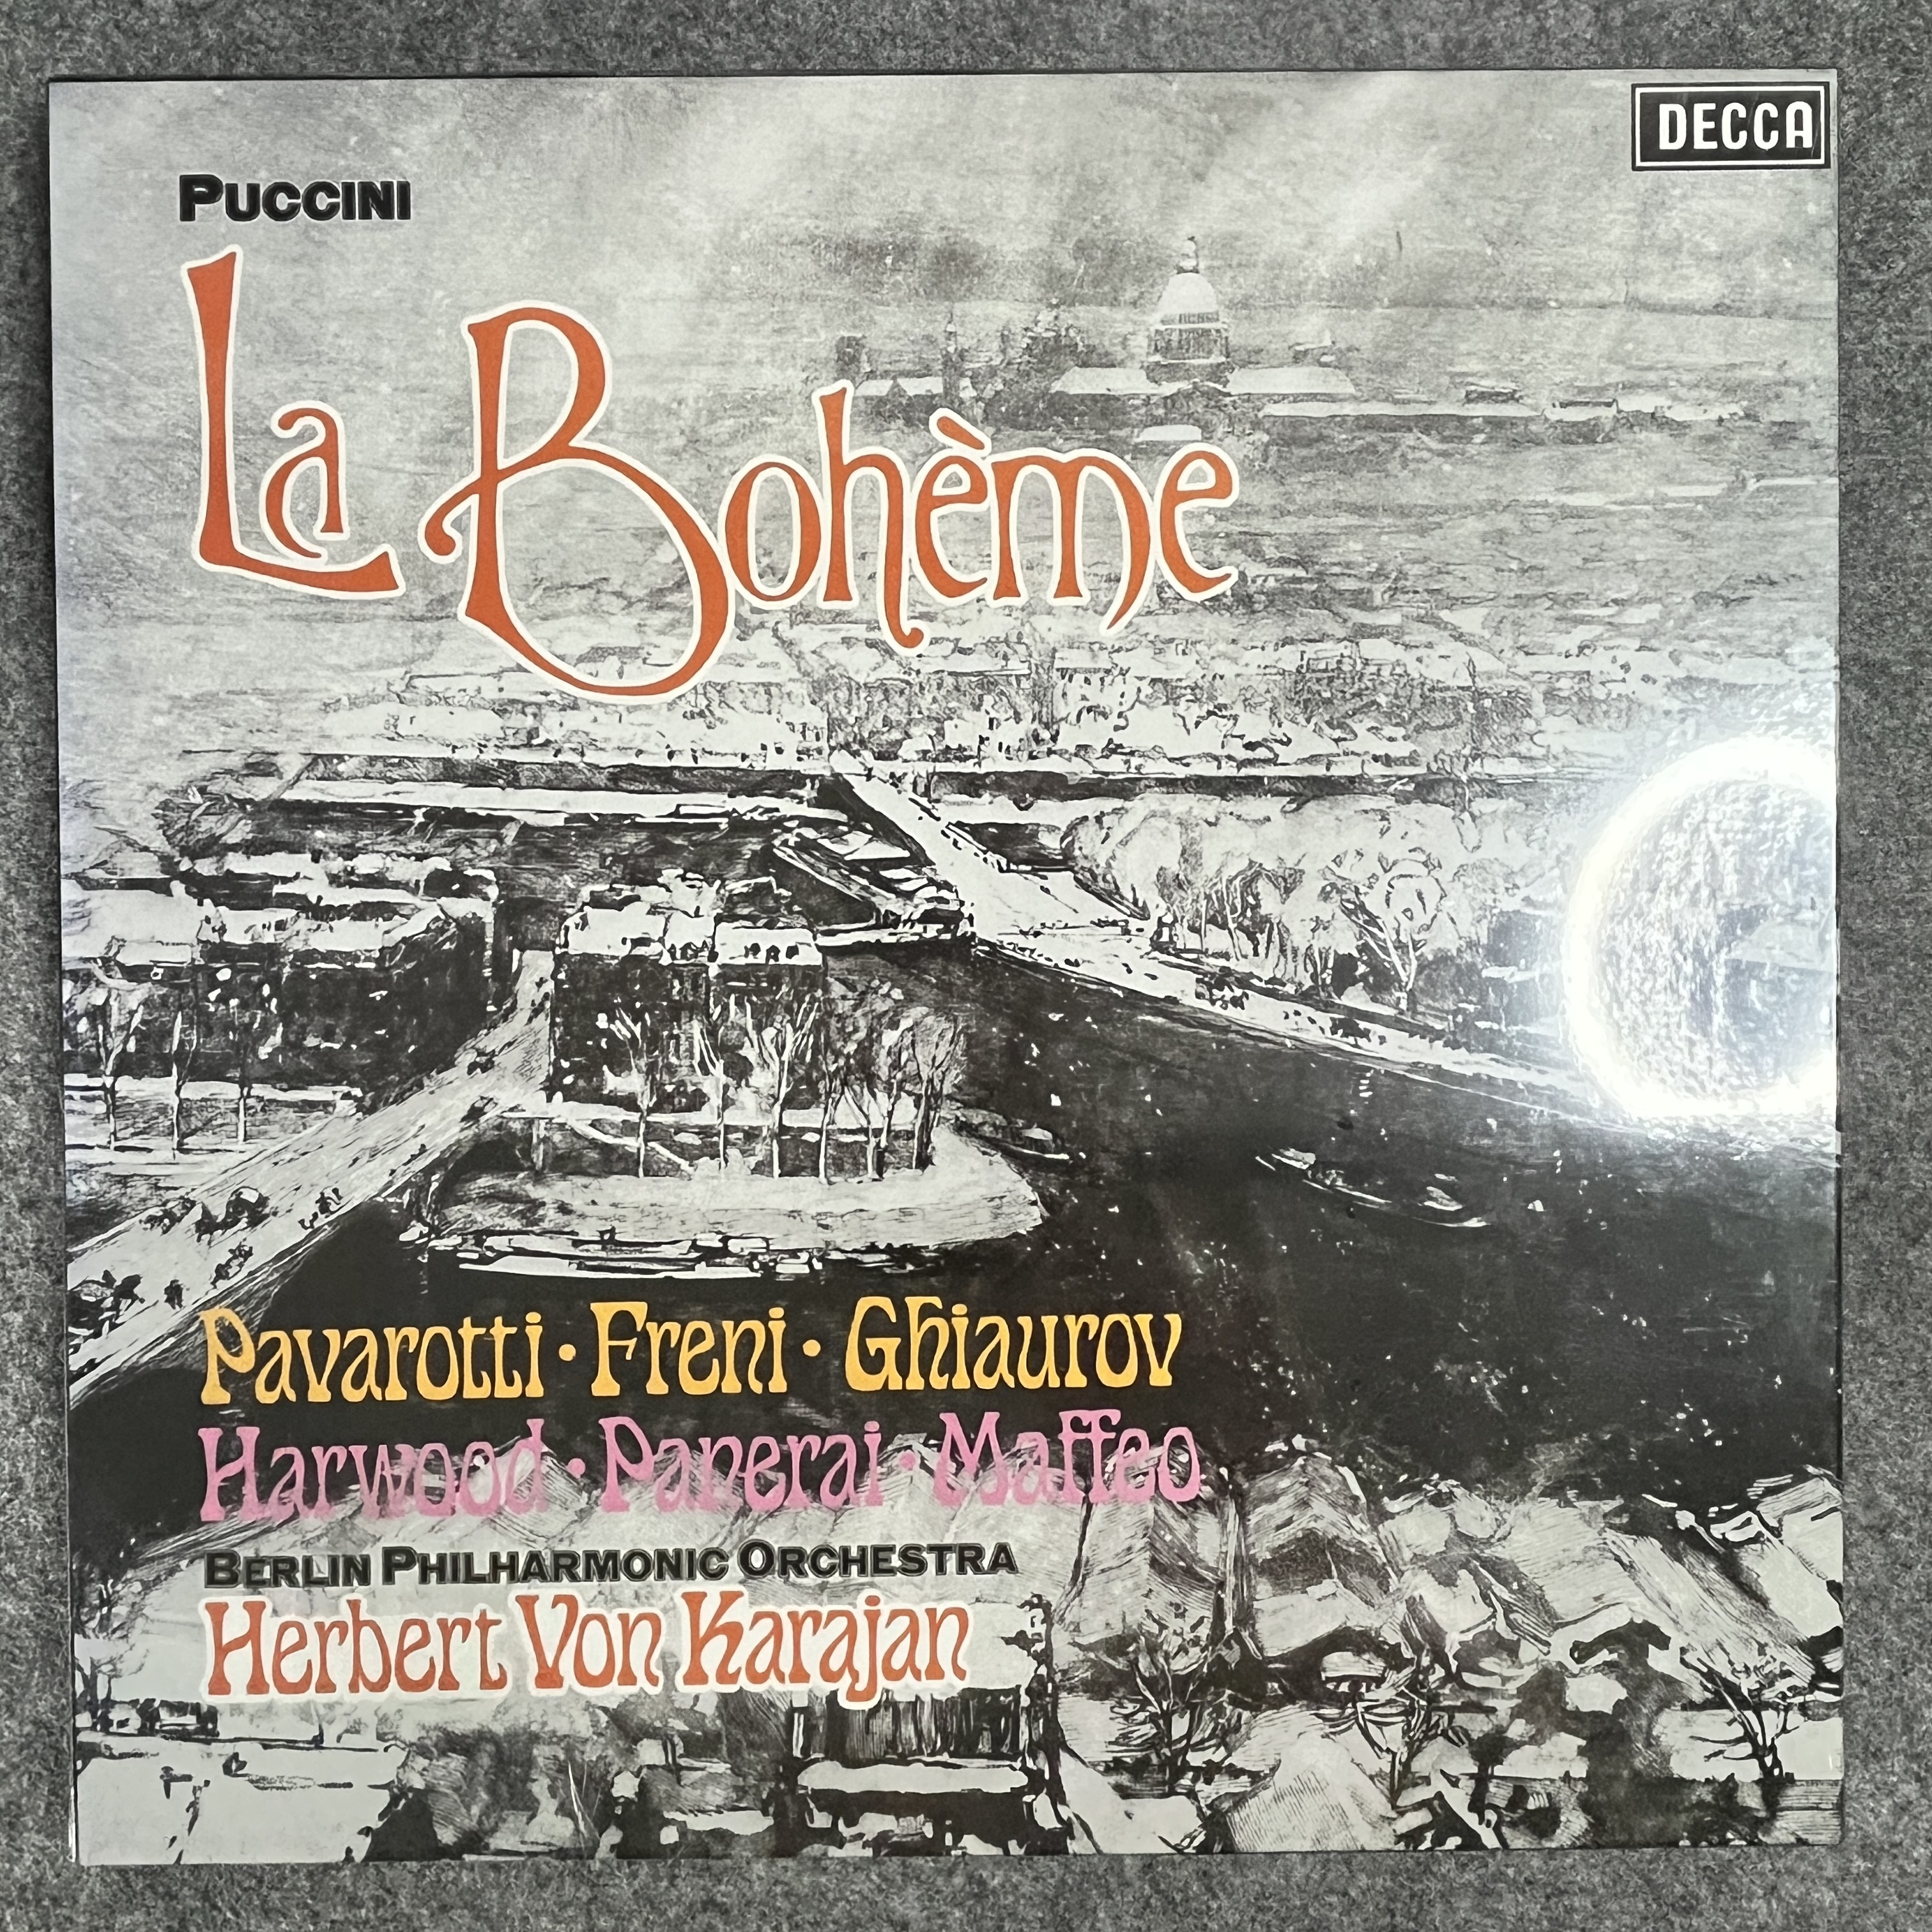 DECCA
PUCCINI
La Bohème
Pavarotti · Freni · Ghiaurov
Harwood · Panerai · Maffeo
BERLIN PHILHARMONIC ORCHESTRA
Herbert Von Karajan